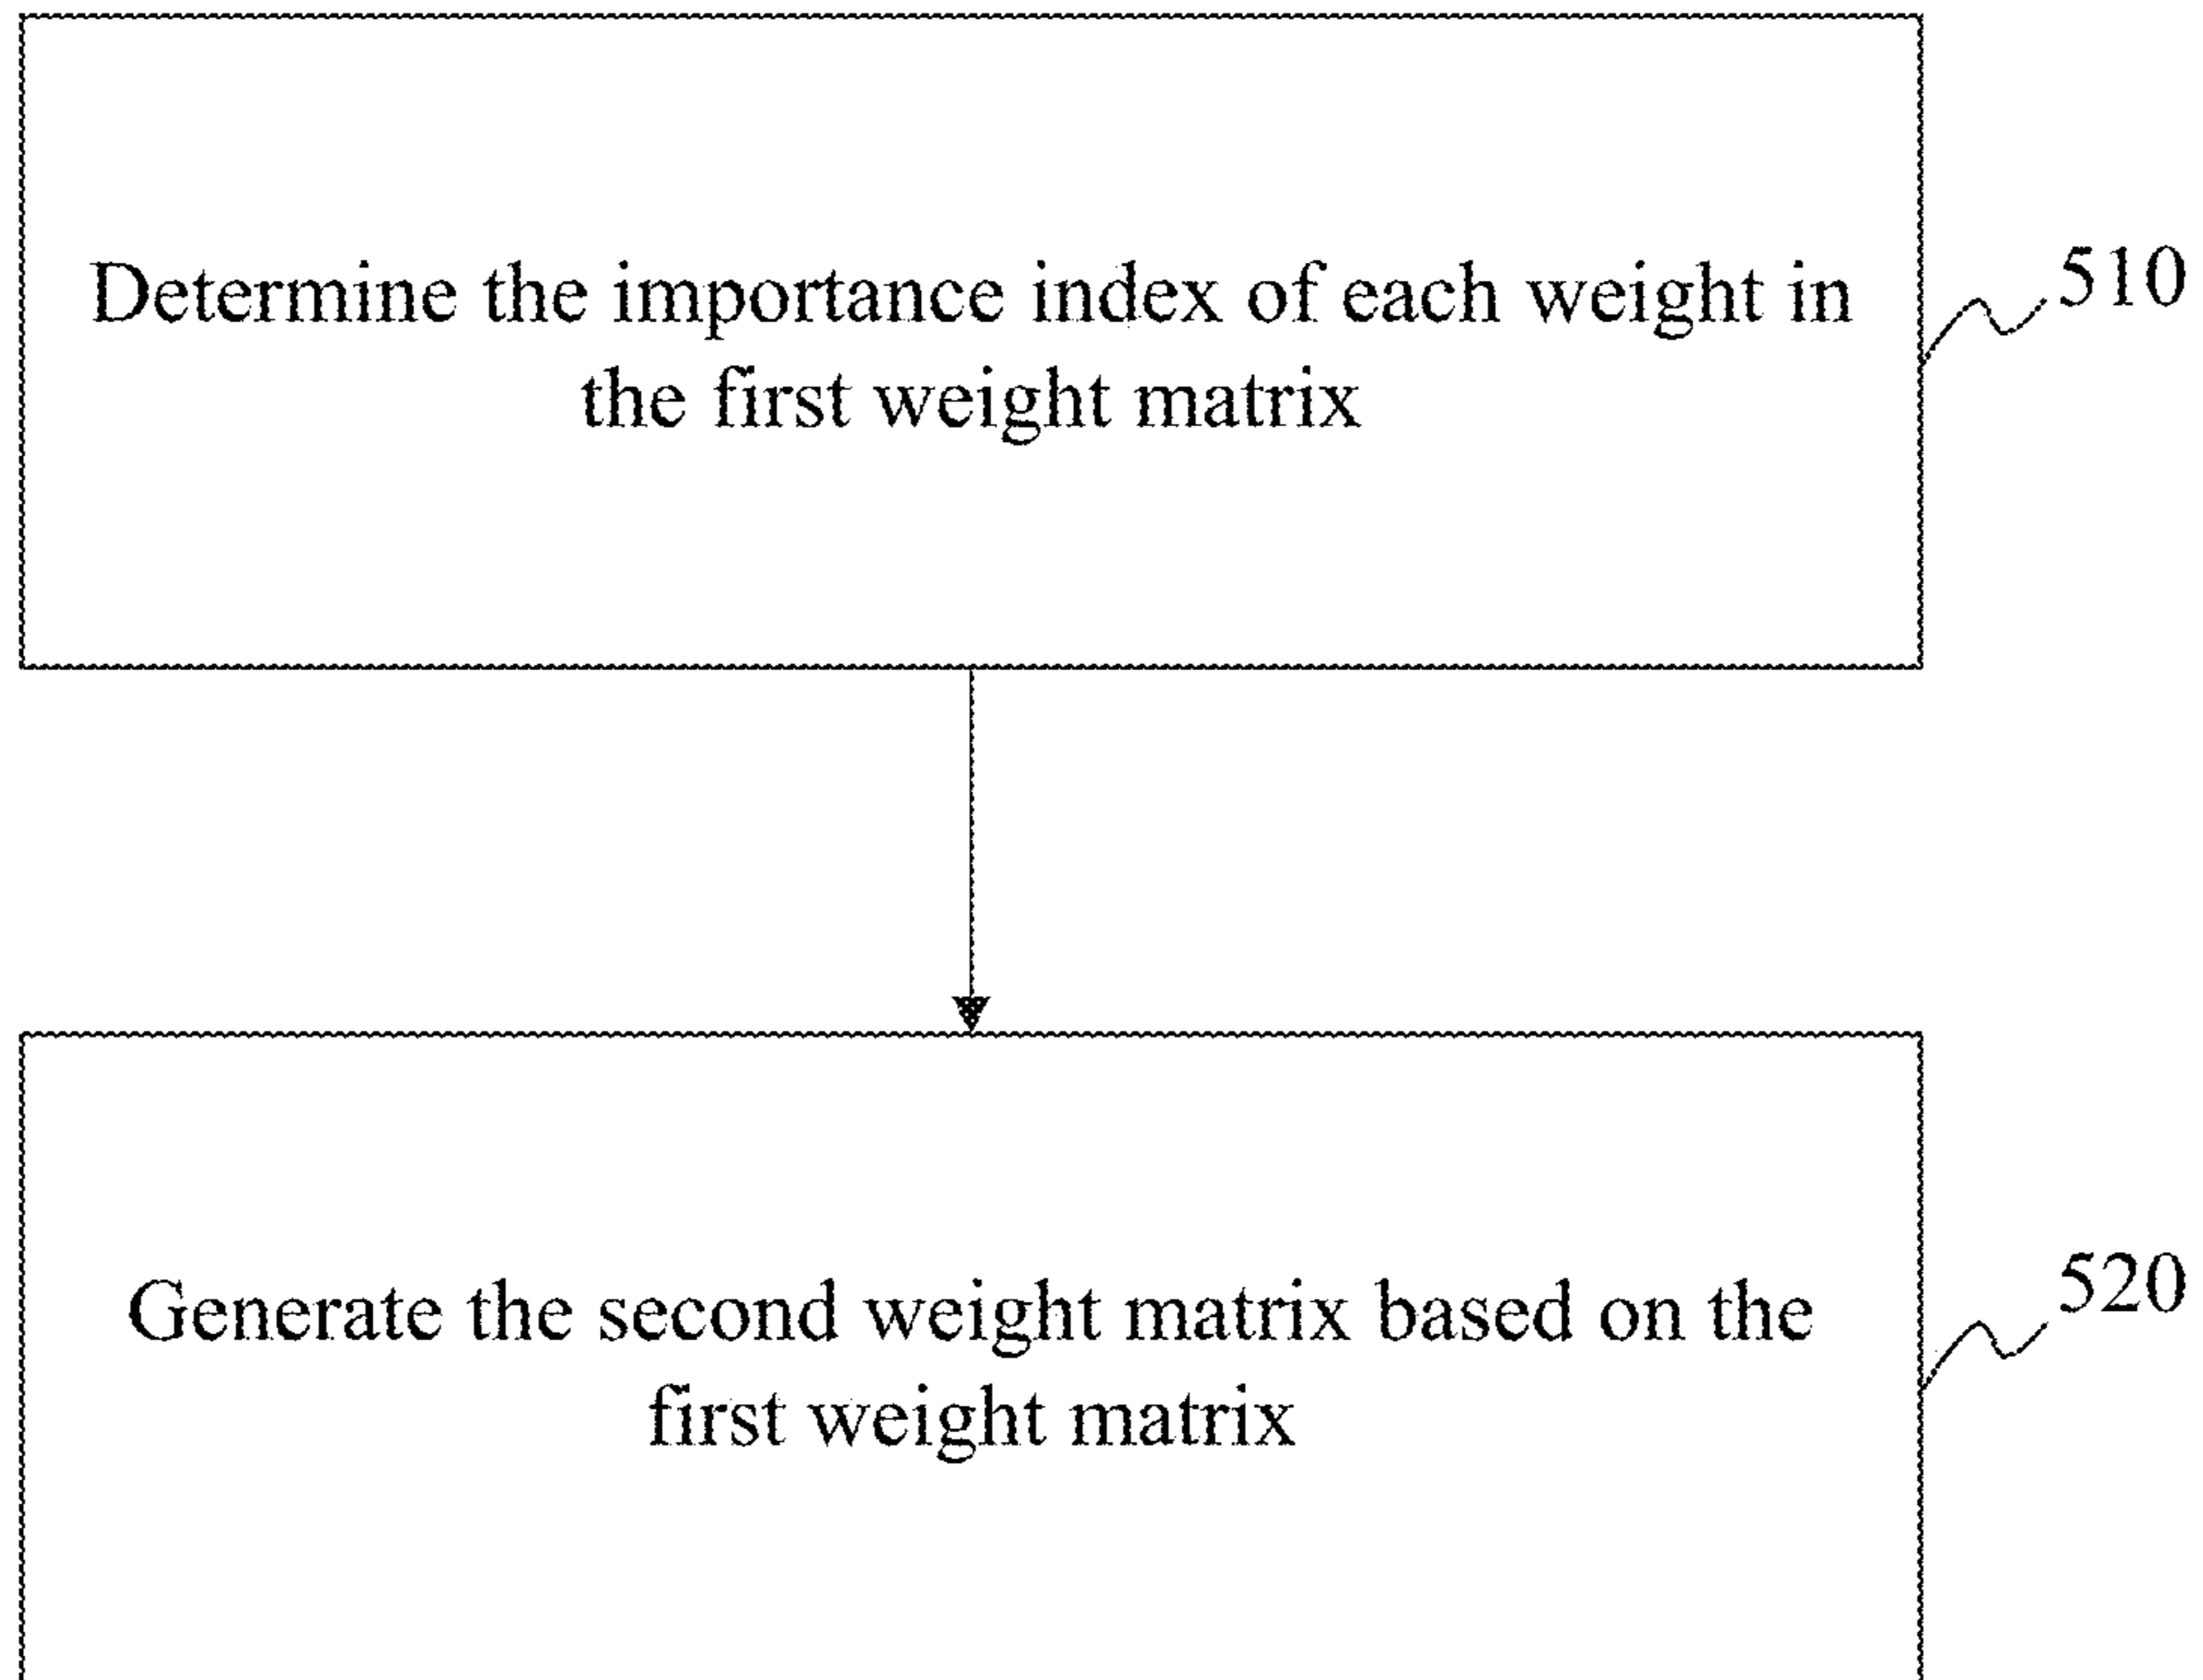 Determine the importance index of each weight in
the first weight matrix
510
Generate the second weight matrix based on the
first weight matrix
520